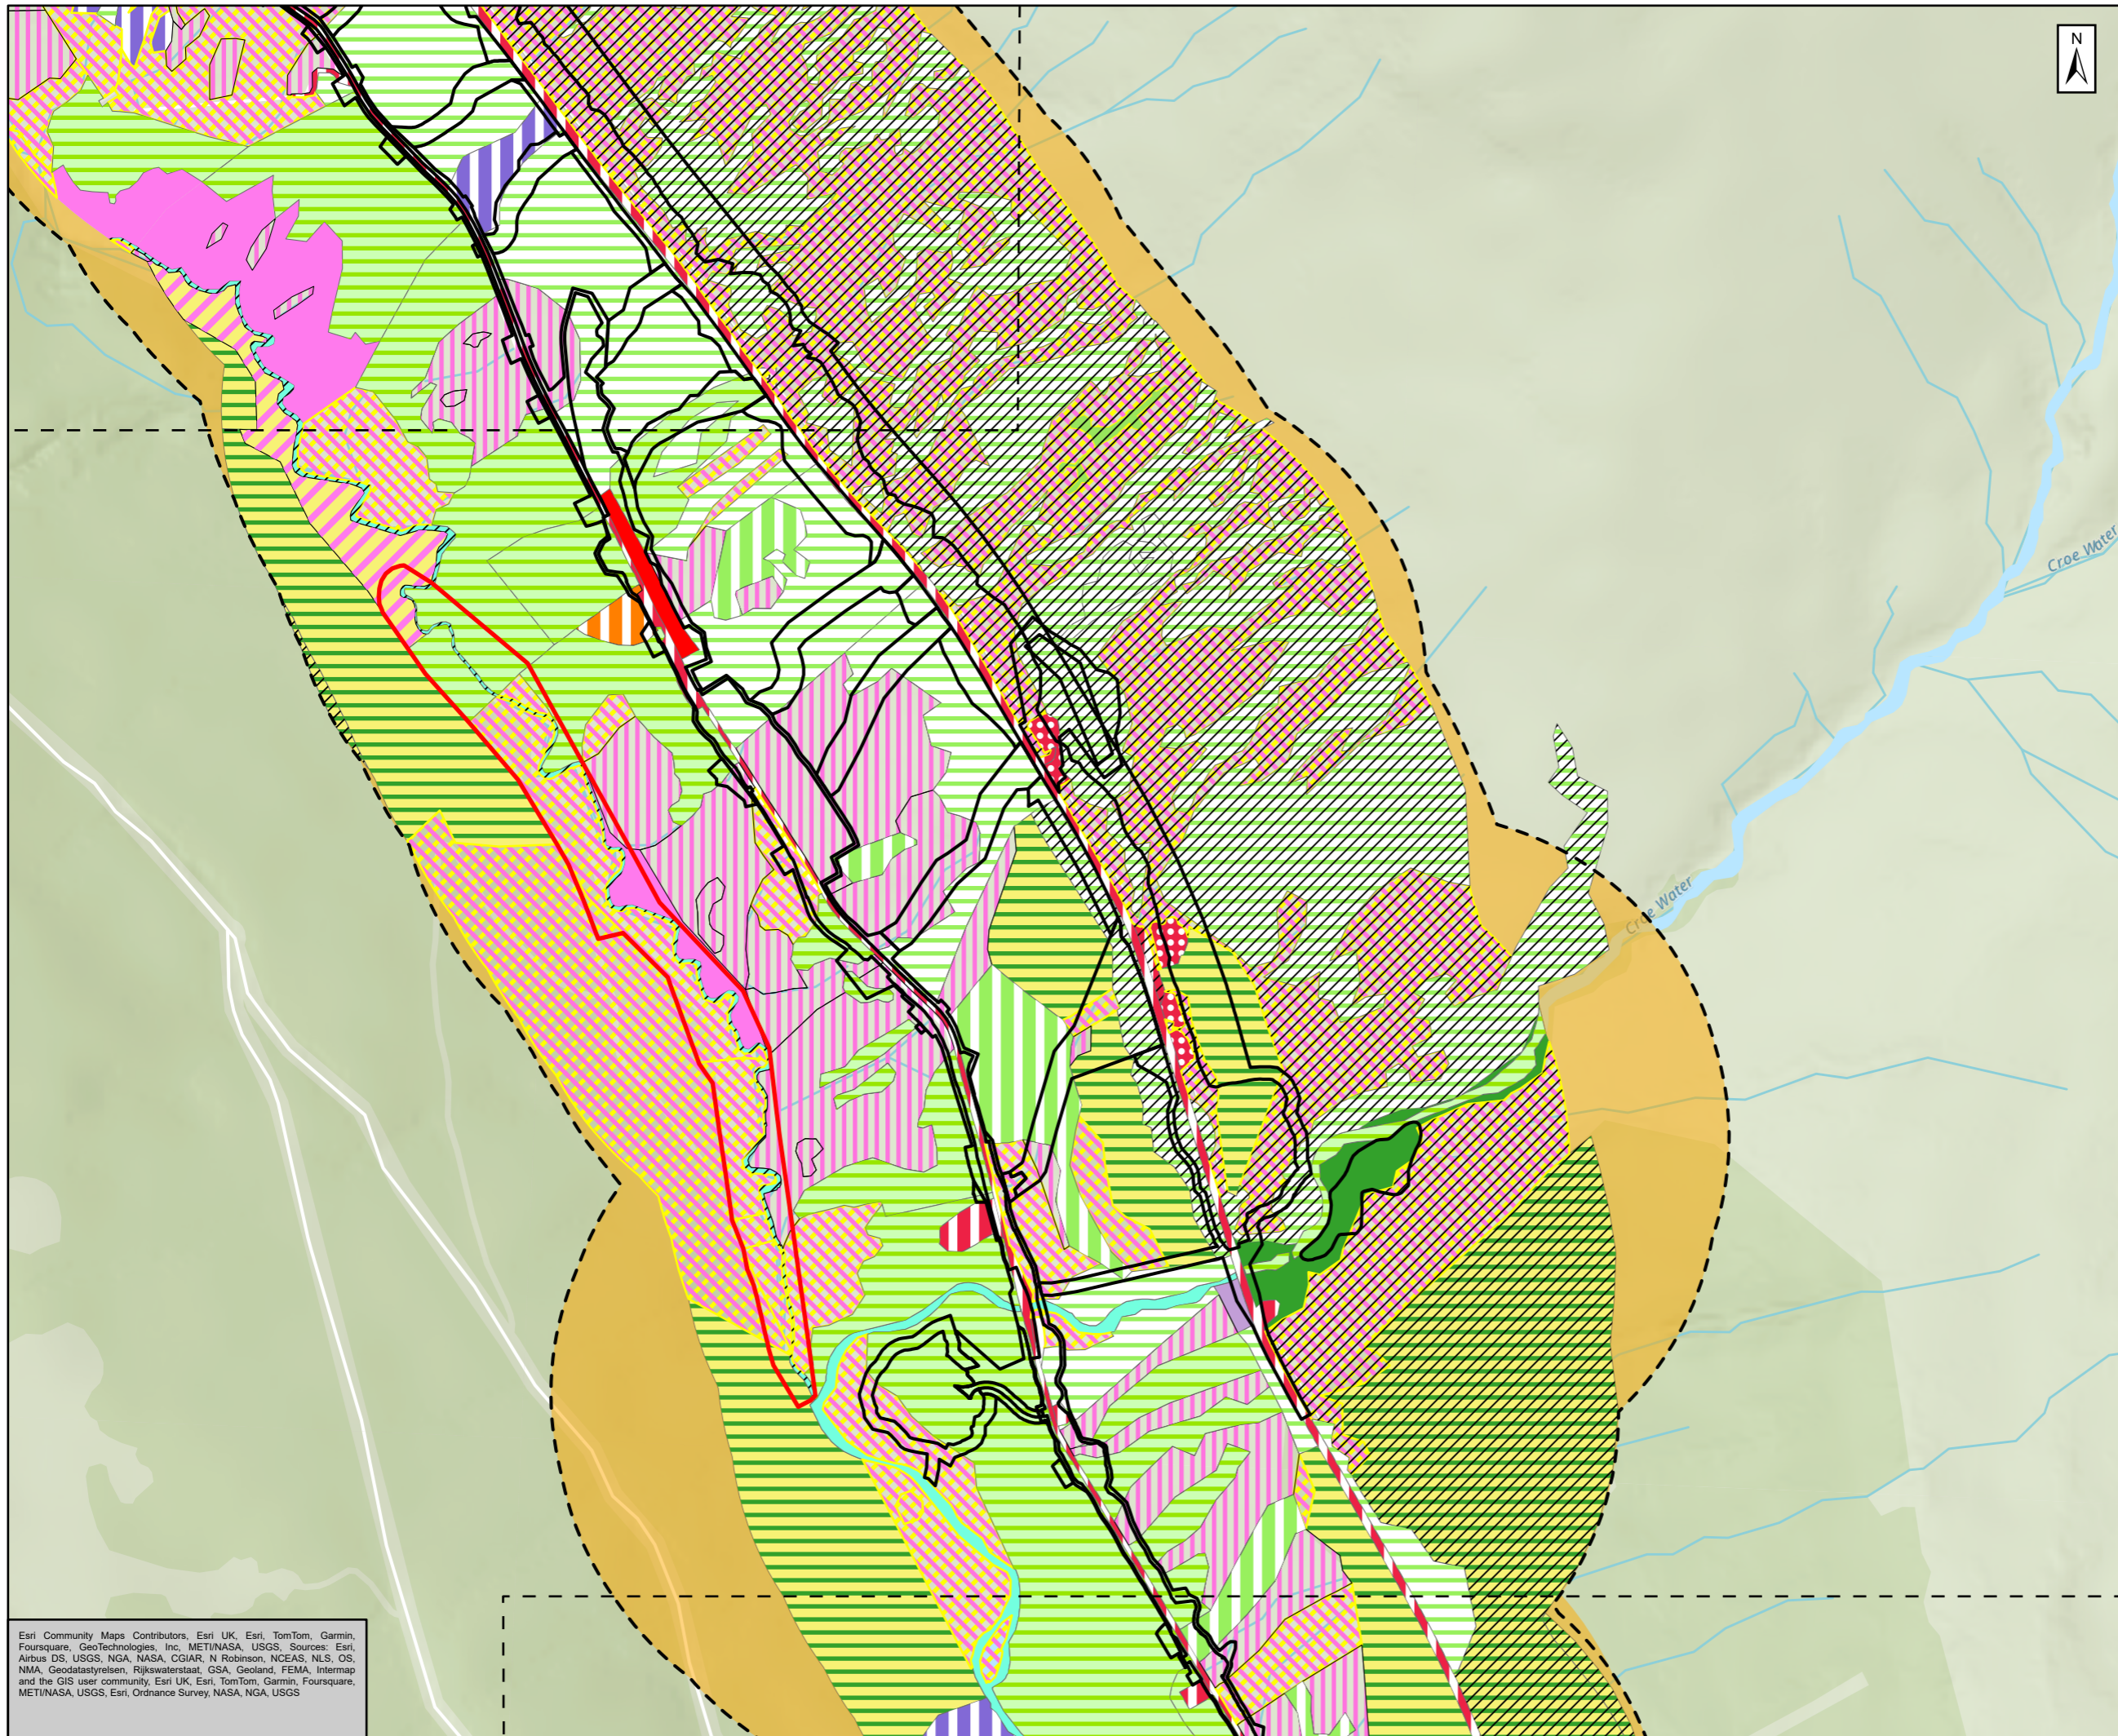 N
Croe Water
Croe Water
Esri Community Maps Contributors, Esri UK, Esri, TomTom, Garmin,
Foursquare, GeoTechnologies, Inc, METI/NASA, USGS, Sources: Esri,
Airbus DS, USGS, NGA, NASA, CGIAR, N Robinson, NCEAS, NLS, OS,
NMA, Geodatastyrelsen, Rijkswaterstaat, GSA, Geoland, FEMA, Intermap
and the GIS user community, Esri UK, Esri, TomTom, Garmin, Foursquare,
METI/NASA, USGS, Esri, Ordnance Survey, NASA, NGA, USGS